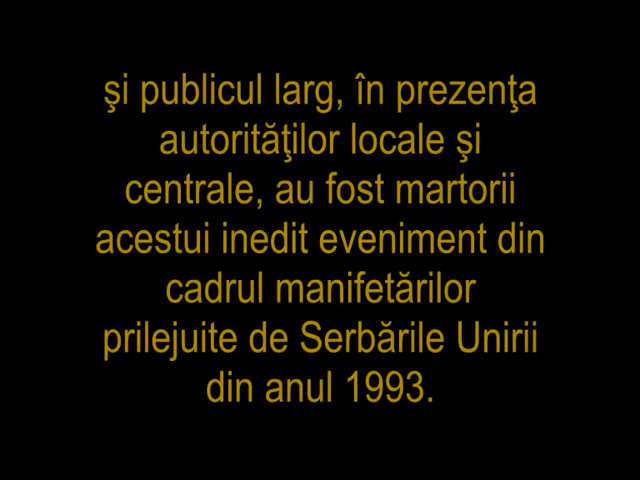 şi publicul larg, în prezenţa
autorităţilor locale şi
centrale, au fost martorii
acestui inedit eveniment din
cadrul manifetărilor
prilejuite de Serbările Unirii
din anul 1993.